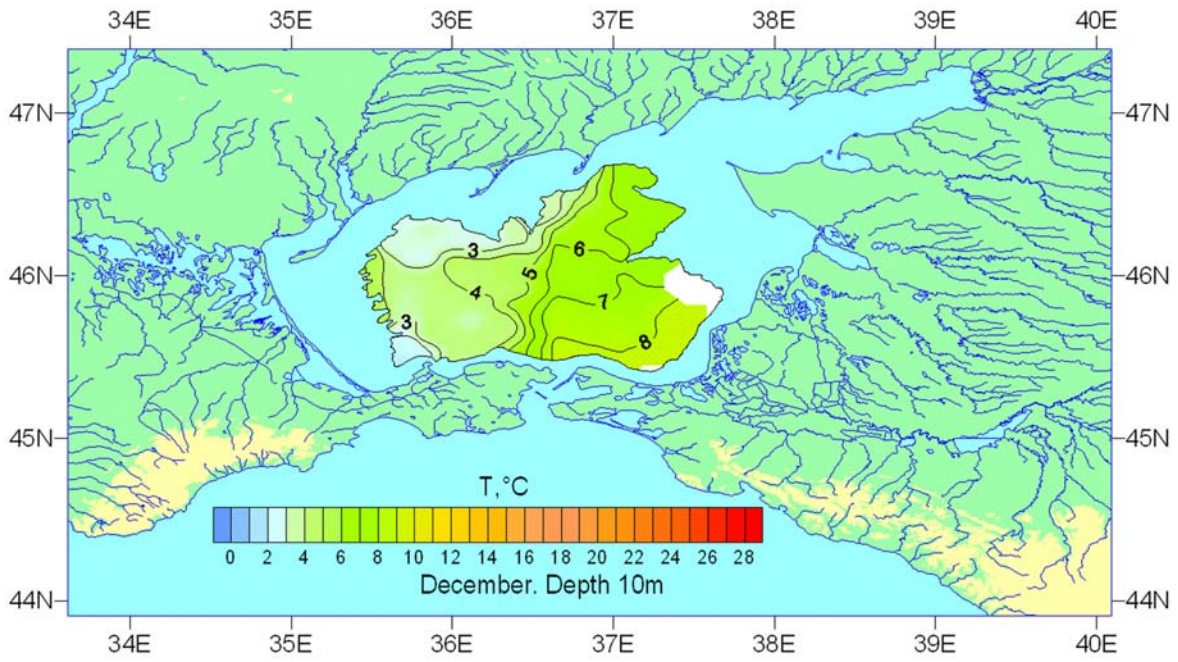 34E 35E 36E 37E 38E 39E 40E
47N 47N
6
3
46N 46N
5
4
7
3
8
45N 45N
T,°C
0 2 4 6 8 10 12 14 16 18 20 22 24 26 28
December. Depth 10m
44N 44N
34E 35E 36E 37E 38E 39E 40E